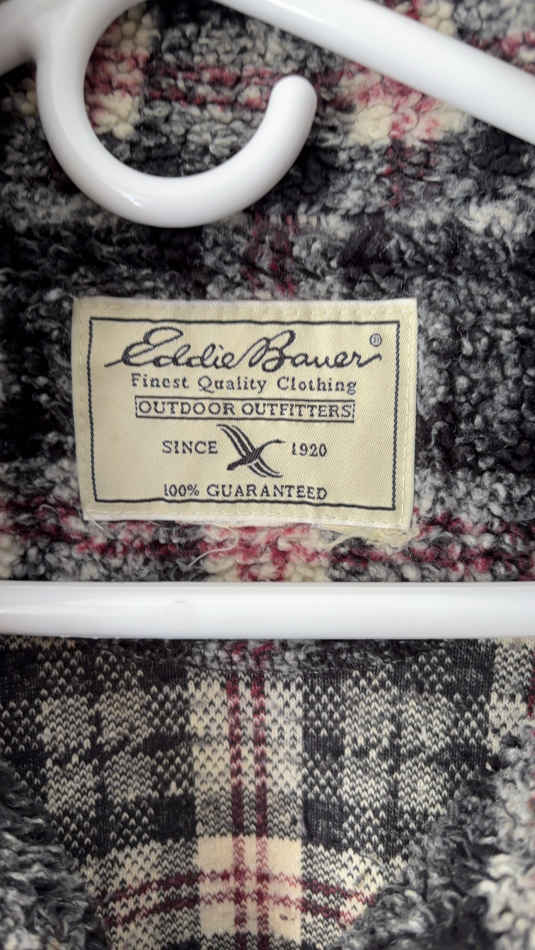 Eddie Bauer®
Finest Quality Clothing
OUTDOOR OUTFITTERS
SINCE 1920
100% GUARANTEED